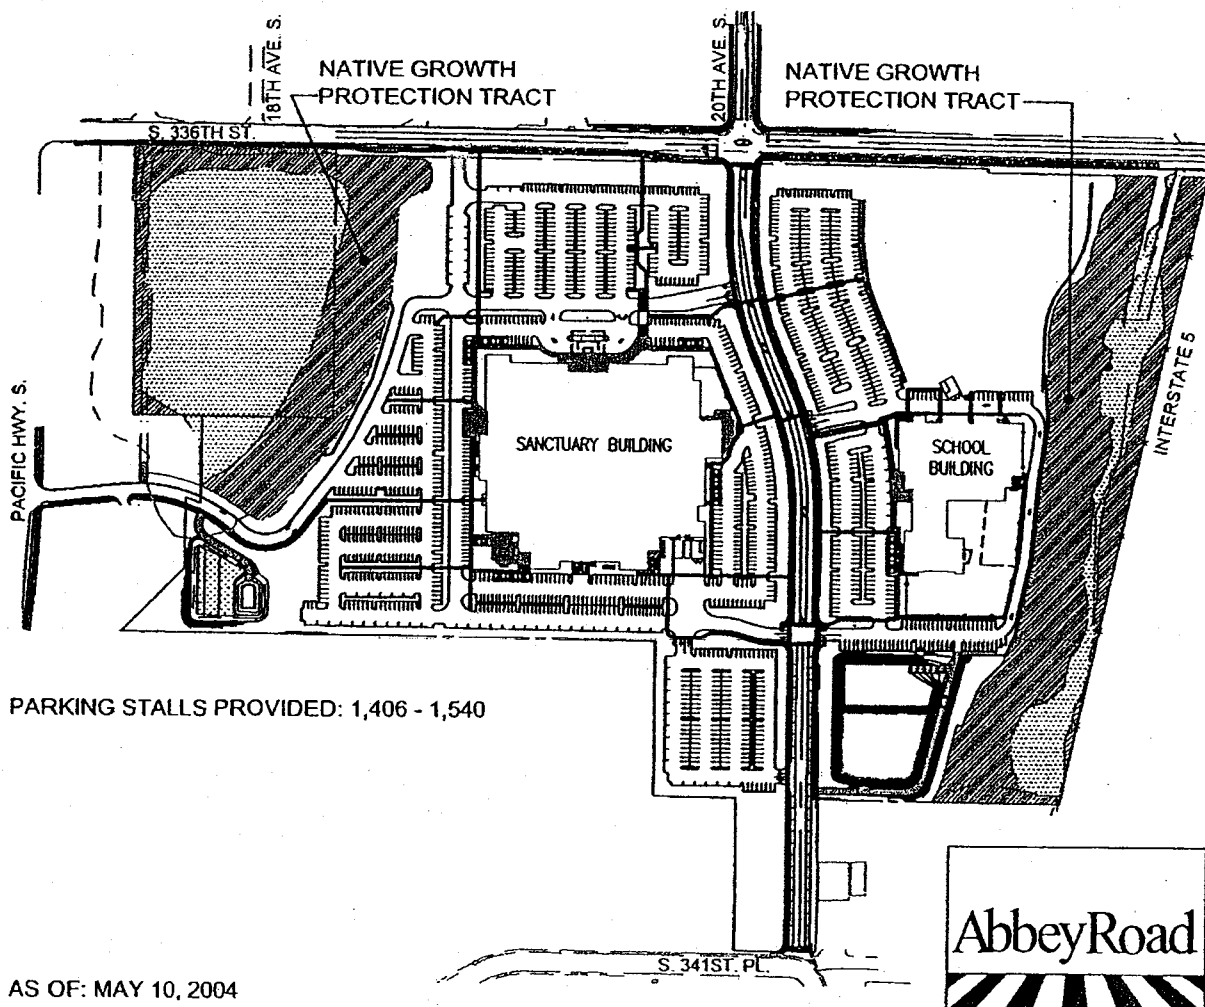 18TH AVE. S.
20TH AVE. S.
NATIVE GROWTH
PROTECTION TRACT
NATIVE GROWTH
PROTECTION TRACT
S. 336TH ST.
INTERSTATE 5
PACIFIC HWY. S.
SANCTUARY BUILDING
SCHOOL
BUILDING
PARKING STALLS PROVIDED: 1,406 - 1,540
S. 341ST. PL.
AbbeyRoad
AS OF: MAY 10, 2004